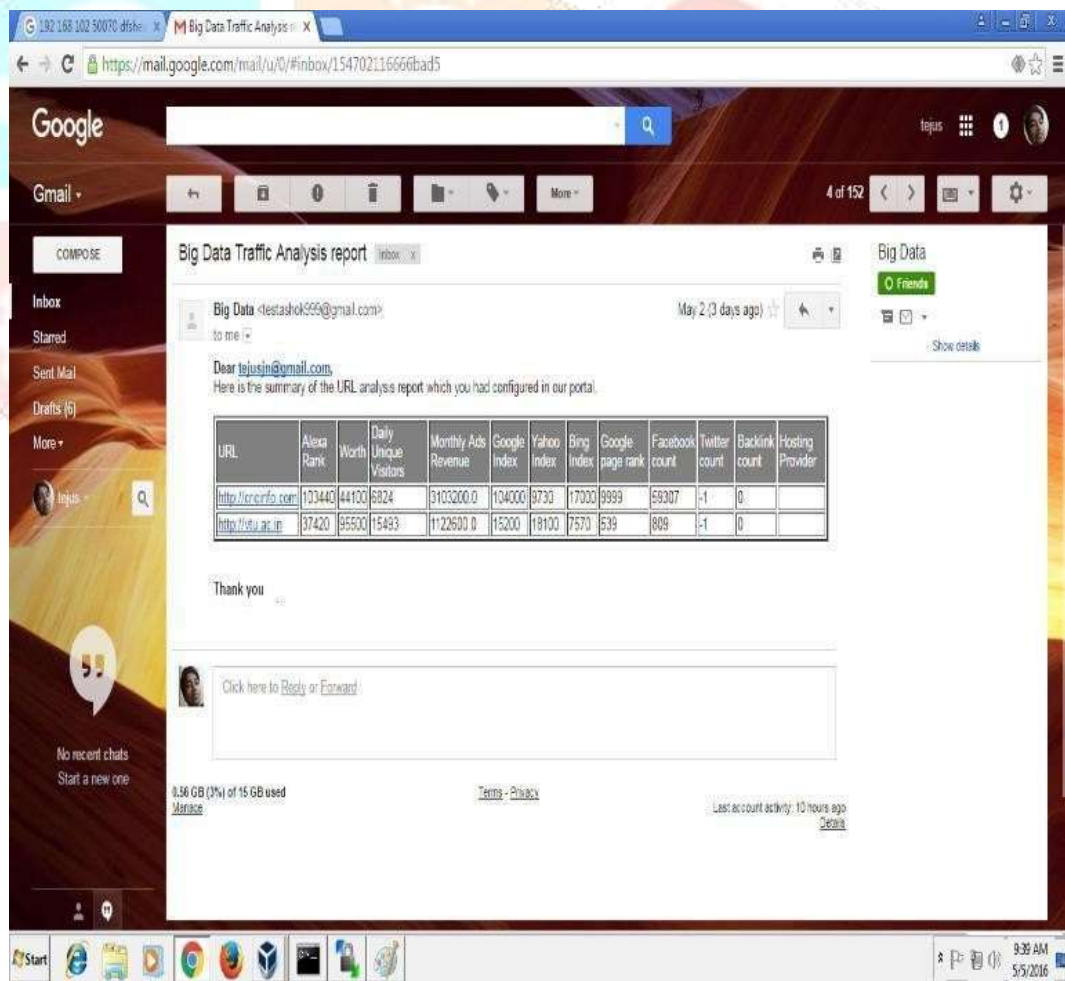 192 168 102 50070 dfshe
Big Data Traffic Analysis r
https://mail.google.com/mail/u/0/#inbox/154702116666bad5
Google
tejus
1
Gmail
More
4 of 152
COMPOSE
Big Data Traffic Analysis report Inbox x
Big Data
Friends
Inbox
Big Data <testashok999@gmail.com>
May 2 (3 days ago)
to me
Starred
Show details
Sent Mail
Dear tejusjn@gmail.com,
Here is the summary of the URL analysis report which you had configured in our portal.
Drafts (6)
More
URL Alexa Rank Worth Daily Unique Visitors Monthly Ads Revenue Google Index Yahoo Index Bing Index Google page rank Facebook count Twitter count Backlink count Hosting Provider
103440 44100 6824 3103200.0 104000 9730 17000 9999 59307 -1 0
http://vtu.ac.in 37420 95500 15493 1122600.0 15200 18100 7570 539 809 -1 0
tejus
Thank you
Click here to Reply or Forward
No recent chats
Start a new one
0.56 GB (3%) of 15 GB used
Manage
Terms - Privacy
Last account activity: 10 hours ago
Details
Start
9:39 AM
5/5/2016